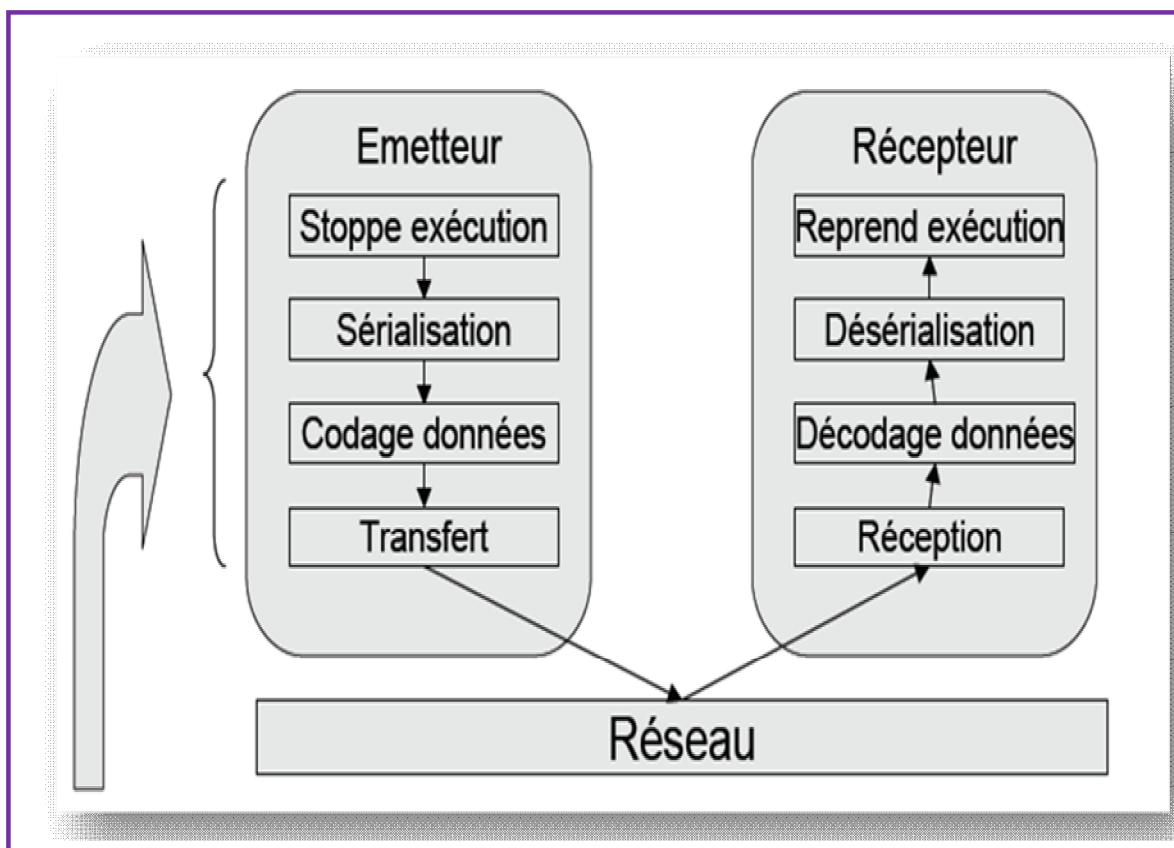 Emetteur
Stoppe exécution
Sérialisation
Codage données
Transfert
Récepteur
Reprend exécution
Désérialisation
Décodage données
Réception
Réseau